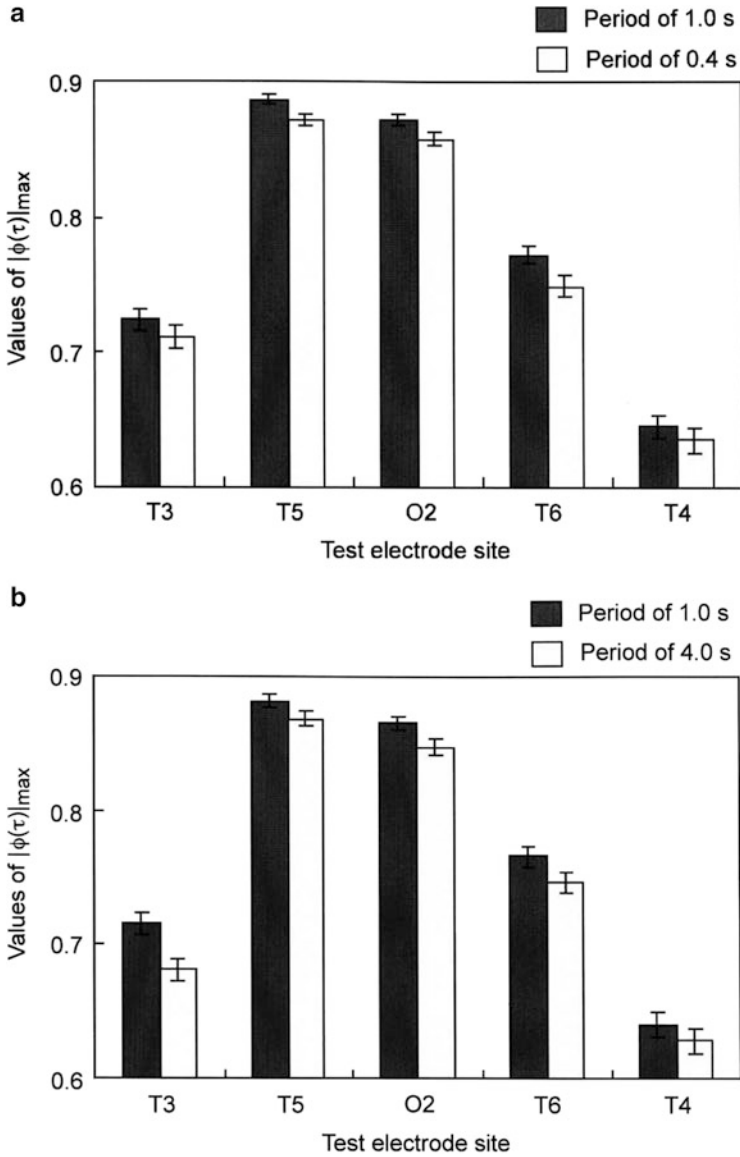 a
Period of 1.0 s
Period of 0.4 s
0.9
0.8
0.7
0.6
Values of |ϕ(τ)|max
T3 T5 O2 T6 T4
Test electrode site
b
Period of 1.0 s
Period of 4.0 s
0.9
0.8
0.7
0.6
Values of |ϕ(τ)|max
T3 T5 O2 T6 T4
Test electrode site